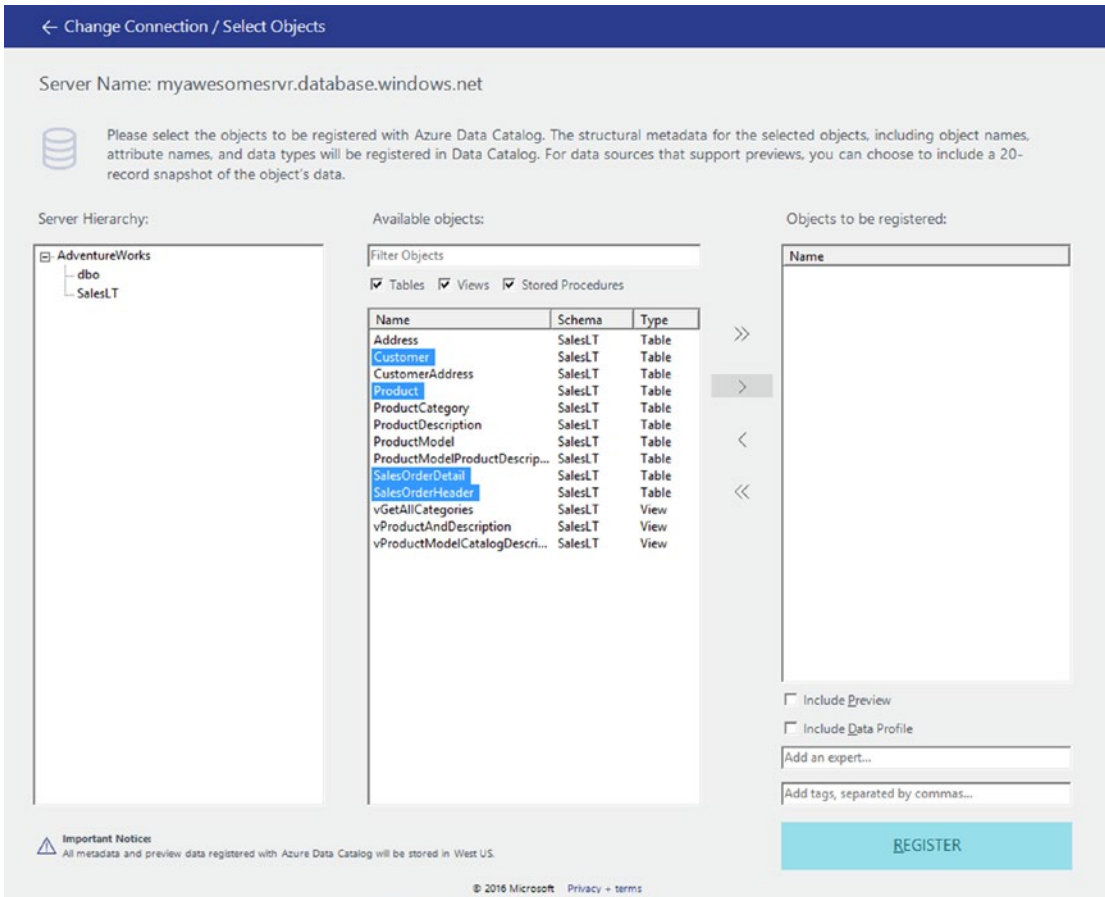 ← Change Connection / Select Objects
Server Name: myawesomesrvr.database.windows.net
Please select the objects to be registered with Azure Data Catalog. The structural metadata for the selected objects, including object names,
attribute names, and data types will be registered in Data Catalog. For data sources that support previews, you can choose to include a 20-
record snapshot of the object's data.
Server Hierarchy:
AdventureWorks
dbo
SalesLT
Available objects:
Filter Objects
Tables Views Stored Procedures
Name Schema Type
Address SalesLT Table
Customer SalesLT Table
CustomerAddress SalesLT Table
Product SalesLT Table
ProductCategory SalesLT Table
ProductDescription SalesLT Table
ProductModel SalesLT Table
ProductModelProductDescrip... SalesLT Table
SalesOrderDetail SalesLT Table
SalesOrderHeader SalesLT Table
vGetAllCategories SalesLT View
vProductAndDescription SalesLT View
vProductModelCatalogDescri... SalesLT View
>>
>
<
<<
Objects to be registered:
Name
Include Preview
Include Data Profile
Add an expert...
Add tags, separated by commas...
REGISTER
Important Notice:
All metadata and preview data registered with Azure Data Catalog will be stored in West US.
© 2016 Microsoft Privacy + terms